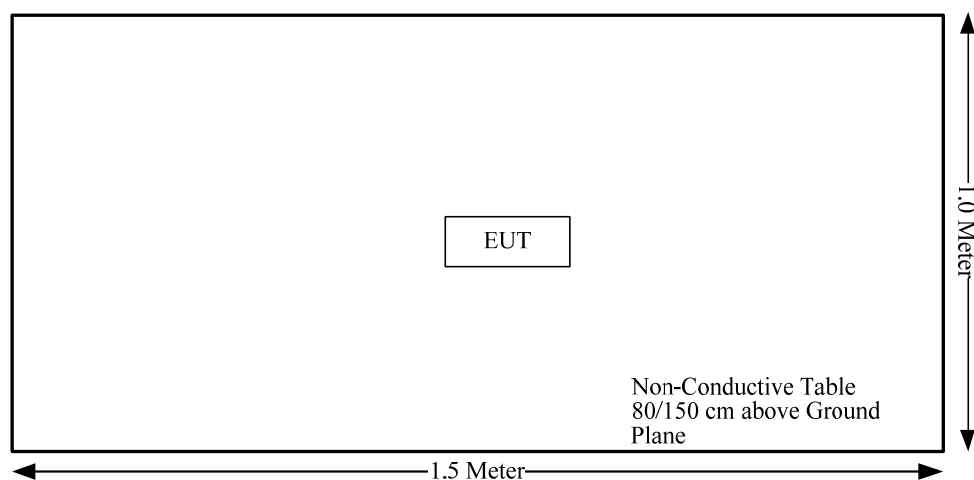 EUT
1.0 Meter
Non-Conductive Table
80/150 cm above Ground
Plane
1.5 Meter